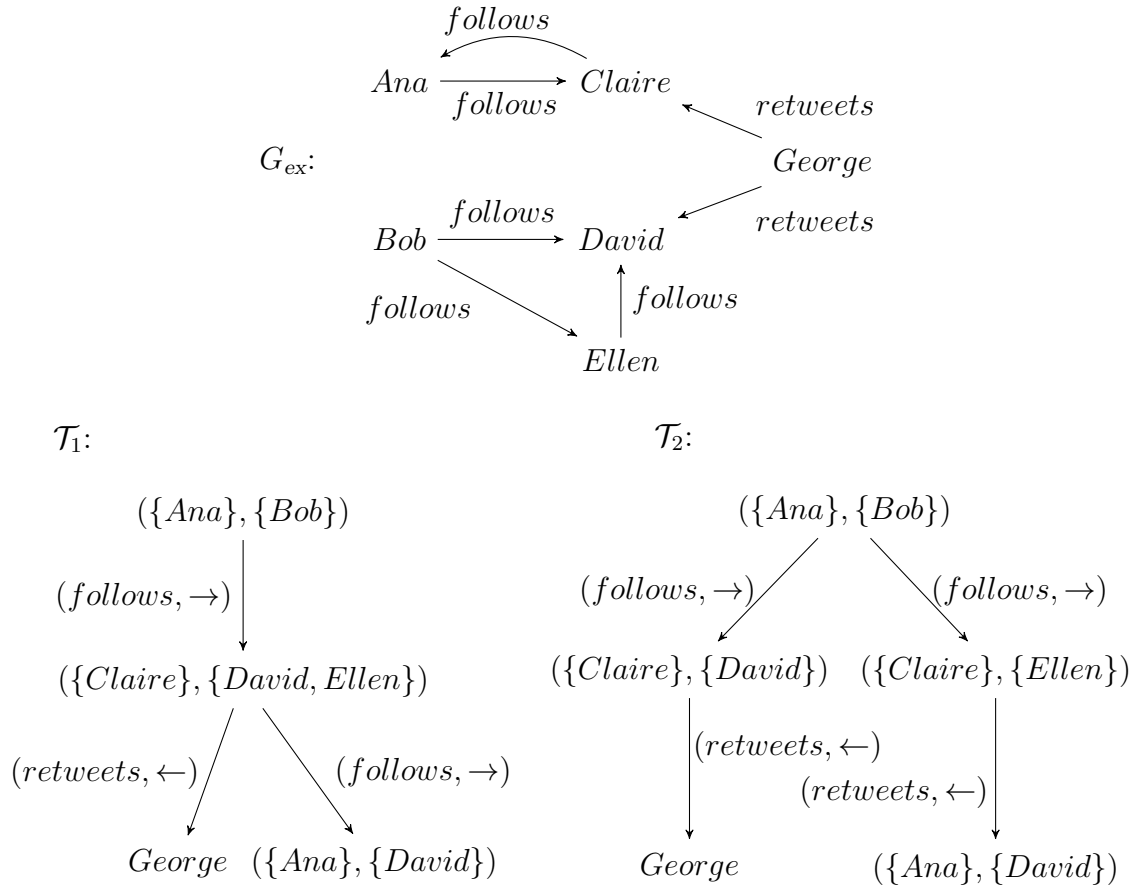 follows
Ana
Claire
follows
retweets
G_ex:
George
follows
retweets
Bob
David
follows
follows
Ellen
𝒯₁:
({Ana}, {Bob})
(follows, →)
({Claire}, {David, Ellen})
(retweets, ←)
(follows, →)
George
({Ana}, {David})
𝒯₂:
({Ana}, {Bob})
(follows, →)
(follows, →)
({Claire}, {David})
({Claire}, {Ellen})
(retweets, ←)
(retweets, ←)
George
({Ana}, {David})